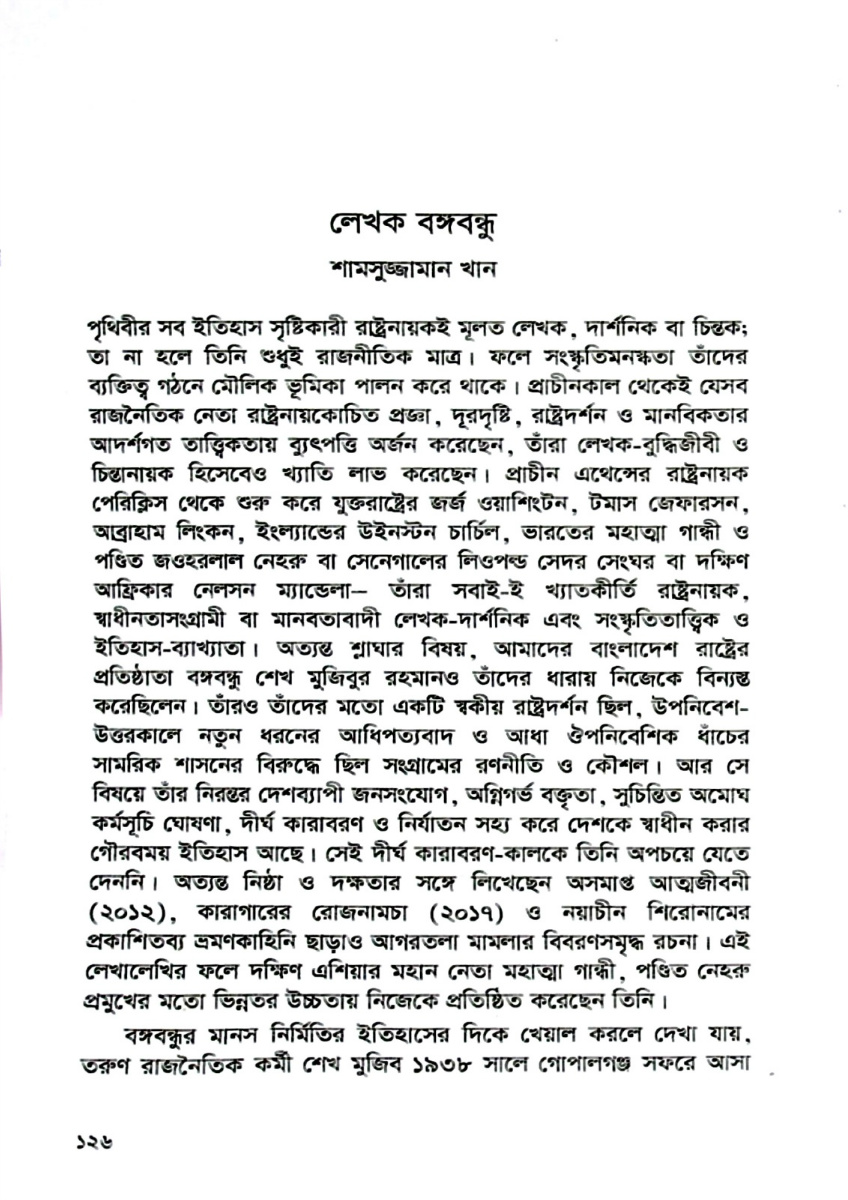 লেখক বঙ্গবন্ধু
শামসুজ্জামান খান
পৃথিবীর সব ইতিহাস সৃষ্টিকারী রাষ্ট্রনায়কই মূলত লেখক, দার্শনিক বা চিন্তক;
তা না হলে তিনি শুধুই রাজনীতিক মাত্র। ফলে সংস্কৃতিমনস্কতা তাঁদের
ব্যক্তিত্ব গঠনে মৌলিক ভূমিকা পালন করে থাকে। প্রাচীনকাল থেকেই যেসব
রাজনৈতিক নেতা রাষ্ট্রনায়কোচিত প্রজ্ঞা, দূরদৃষ্টি, রাষ্ট্রদর্শন ও মানবিকতার
আদর্শগত তাত্ত্বিকতায় ব্যুৎপত্তি অর্জন করেছেন, তাঁরা লেখক-বুদ্ধিজীবী ও
চিন্তানায়ক হিসেবেও খ্যাতি লাভ করেছেন। প্রাচীন এথেন্সের রাষ্ট্রনায়ক
পেরিক্লিস থেকে শুরু করে যুক্তরাষ্ট্রের জর্জ ওয়াশিংটন, টমাস জেফারসন,
আব্রাহাম লিংকন, ইংল্যান্ডের উইনস্টন চার্চিল, ভারতের মহাত্মা গান্ধী ও
পণ্ডিত জওহরলাল নেহরু বা সেনেগালের লিওপল্ড সেদর সেংঘর বা দক্ষিণ
আফ্রিকার নেলসন ম্যান্ডেলা— তাঁরা সবাই-ই খ্যাতকীর্তি রাষ্ট্রনায়ক,
স্বাধীনতাসংগ্রামী বা মানবতাবাদী লেখক-দার্শনিক এবং সংস্কৃতিতাত্ত্বিক ও
ইতিহাস-ব্যাখ্যাতা। অত্যন্ত শ্লাঘার বিষয়, আমাদের বাংলাদেশ রাষ্ট্রের
প্রতিষ্ঠাতা বঙ্গবন্ধু শেখ মুজিবুর রহমানও তাঁদের ধারায় নিজেকে বিন্যস্ত
করেছিলেন। তাঁরও তাঁদের মতো একটি স্বকীয় রাষ্ট্রদর্শন ছিল, উপনিবেশ-
উত্তরকালে নতুন ধরনের আধিপত্যবাদ ও আধা ঔপনিবেশিক ধাঁচের
সামরিক শাসনের বিরুদ্ধে ছিল সংগ্রামের রণনীতি ও কৌশল। আর সে
বিষয়ে তাঁর নিরন্তর দেশব্যাপী জনসংযোগ, অগ্নিগর্ভ বক্তৃতা, সুচিন্তিত অমোঘ
কর্মসূচি ঘোষণা, দীর্ঘ কারাবরণ ও নির্যাতন সহ্য করে দেশকে স্বাধীন করার
গৌরবময় ইতিহাস আছে। সেই দীর্ঘ কারাবরণ-কালকে তিনি অপচয়ে যেতে
দেননি। অত্যন্ত নিষ্ঠা ও দক্ষতার সঙ্গে লিখেছেন অসমাপ্ত আত্মজীবনী
(২০১২), কারাগারের রোজনামচা (২০১৭) ও নয়াচীন শিরোনামের
প্রকাশিতব্য ভ্রমণকাহিনি ছাড়াও আগরতলা মামলার বিবরণসমৃদ্ধ রচনা। এই
লেখালেখির ফলে দক্ষিণ এশিয়ার মহান নেতা মহাত্মা গান্ধী, পণ্ডিত নেহরু
প্রমুখের মতো ভিন্নতর উচ্চতায় নিজেকে প্রতিষ্ঠিত করেছেন তিনি।
বঙ্গবন্ধুর মানস নির্মিতির ইতিহাসের দিকে খেয়াল করলে দেখা যায়,
তরুণ রাজনৈতিক কর্মী শেখ মুজিব ১৯৩৮ সালে গোপালগঞ্জ সফরে আসা
১২৬